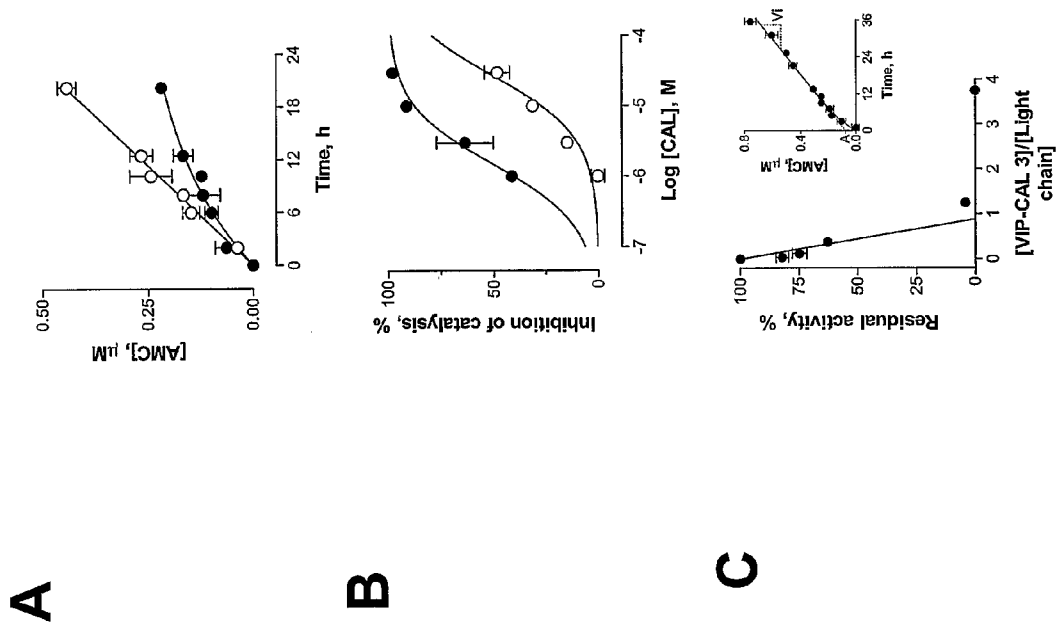 A
[AMC], μM
0.50
0.25
0.00
0 6 12 18 24
Time, h
B
Inhibition of catalysis, %
100
50
0
-7 -6 -5 -4
Log [CAL], M
C
Residual activity, %
100
75
50
25
0
0 1 2 3 4
[VIP-CAL 3]/[Light
chain]
[AMC], μM
0.8
0.4
0.0
A
Vi
0 12 24 36
Time, h